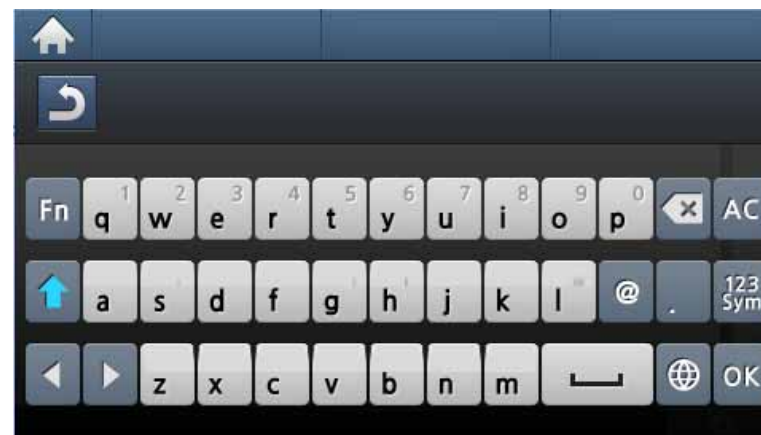 Fn q 1 w 2 e 3 r 4 t 5 y 6 u 7 i 8 o 9 p 0 AC
a s d f g h j k l @ . 123 Sym
z x c v b n m OK